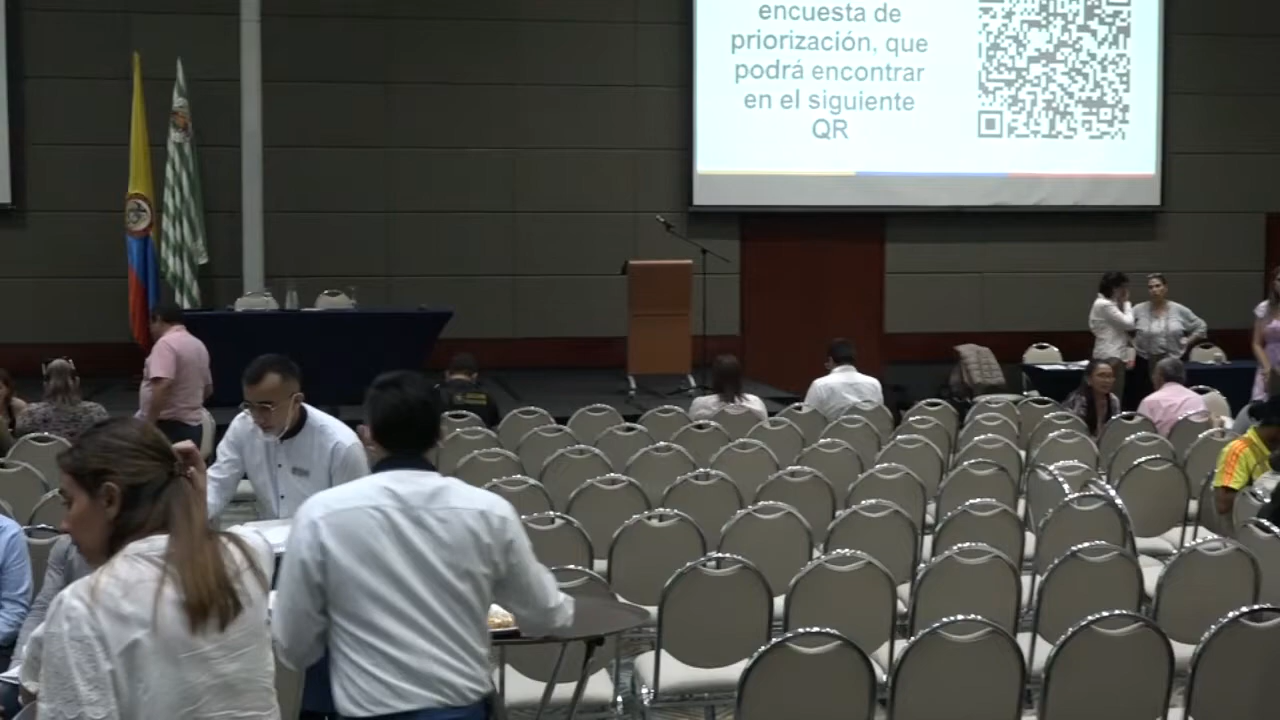 encuesta de
priorización, que
podrá encontrar
en el siguiente
QR